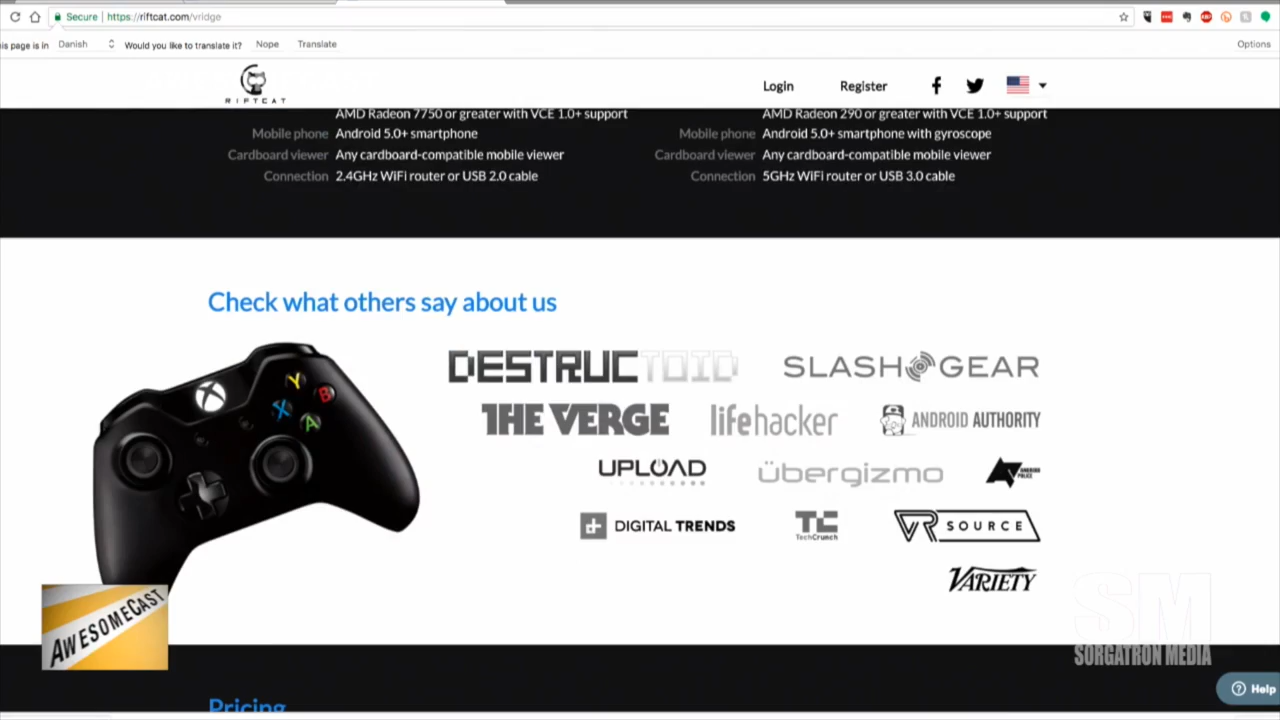 Secure https://riftcat.com/vridge
is page is in Danish Would you like to translate it? Nope Translate Options
RIFTCAT Login Register
AMD Radeon 7750 or greater with VCE 1.0+ support
Mobile phone Android 5.0+ smartphone
Cardboard viewer Any cardboard-compatible mobile viewer
Connection 2.4GHz WiFi router or USB 2.0 cable
AMD Radeon 290 or greater with VCE 1.0+ support
Mobile phone Android 5.0+ smartphone with gyroscope
Cardboard viewer Any cardboard-compatible mobile viewer
Connection 5GHz WiFi router or USB 3.0 cable
Check what others say about us
Y
B
X
A
DESTRUCTOID SLASHGEAR
THE VERGE lifehacker ANDROID AUTHORITY
UPLOAD übergizmo ANDROID POLICE
DIGITAL TRENDS TC TechCrunch VR SOURCE
VARIETY
AWESOMECAST
SM
SORGATRON MEDIA
Help
Pricing